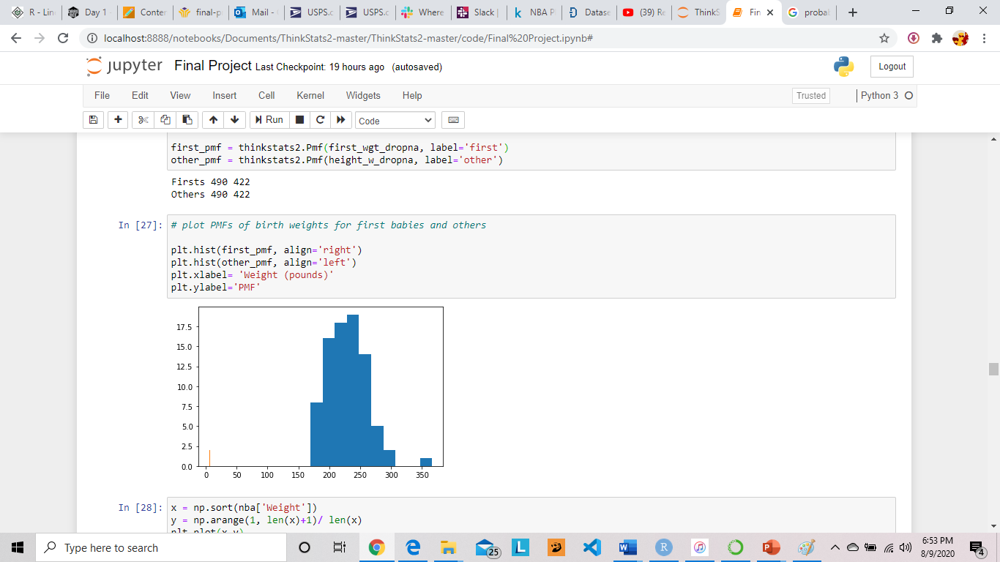 R - Lin
Day 1
Conten
final-p
Mail -
USPS.c
USPS.c
Where
Slack |
NBA P
Datase
(39) Re
ThinkS
Fin
probal
localhost:8888/notebooks/Documents/ThinkStats2-master/ThinkStats2-master/code/Final%20Project.ipynb#
jupyter Final Project Last Checkpoint: 19 hours ago (autosaved)
Logout
File Edit View Insert Cell Kernel Widgets Help
Trusted
Python 3
Run
Code
first_pmf = thinkstats2.Pmf(first_wgt_dropna, label='first')
other_pmf = thinkstats2.Pmf(height_w_dropna, label='other')
Firsts 490 422
Others 490 422
In [27]:
# plot PMFs of birth weights for first babies and others
plt.hist(first_pmf, align='right')
plt.hist(other_pmf, align='left')
plt.xlabel= 'Weight (pounds)'
plt.ylabel='PMF'
17.5
15.0
12.5
10.0
7.5
5.0
2.5
0.0
0 50 100 150 200 250 300 350
In [28]:
x = np.sort(nba['Weight'])
y = np.arange(1, len(x)+1)/ len(x)
plt.plot(x,y)
Type here to search
25
6:53 PM
8/9/2020
4